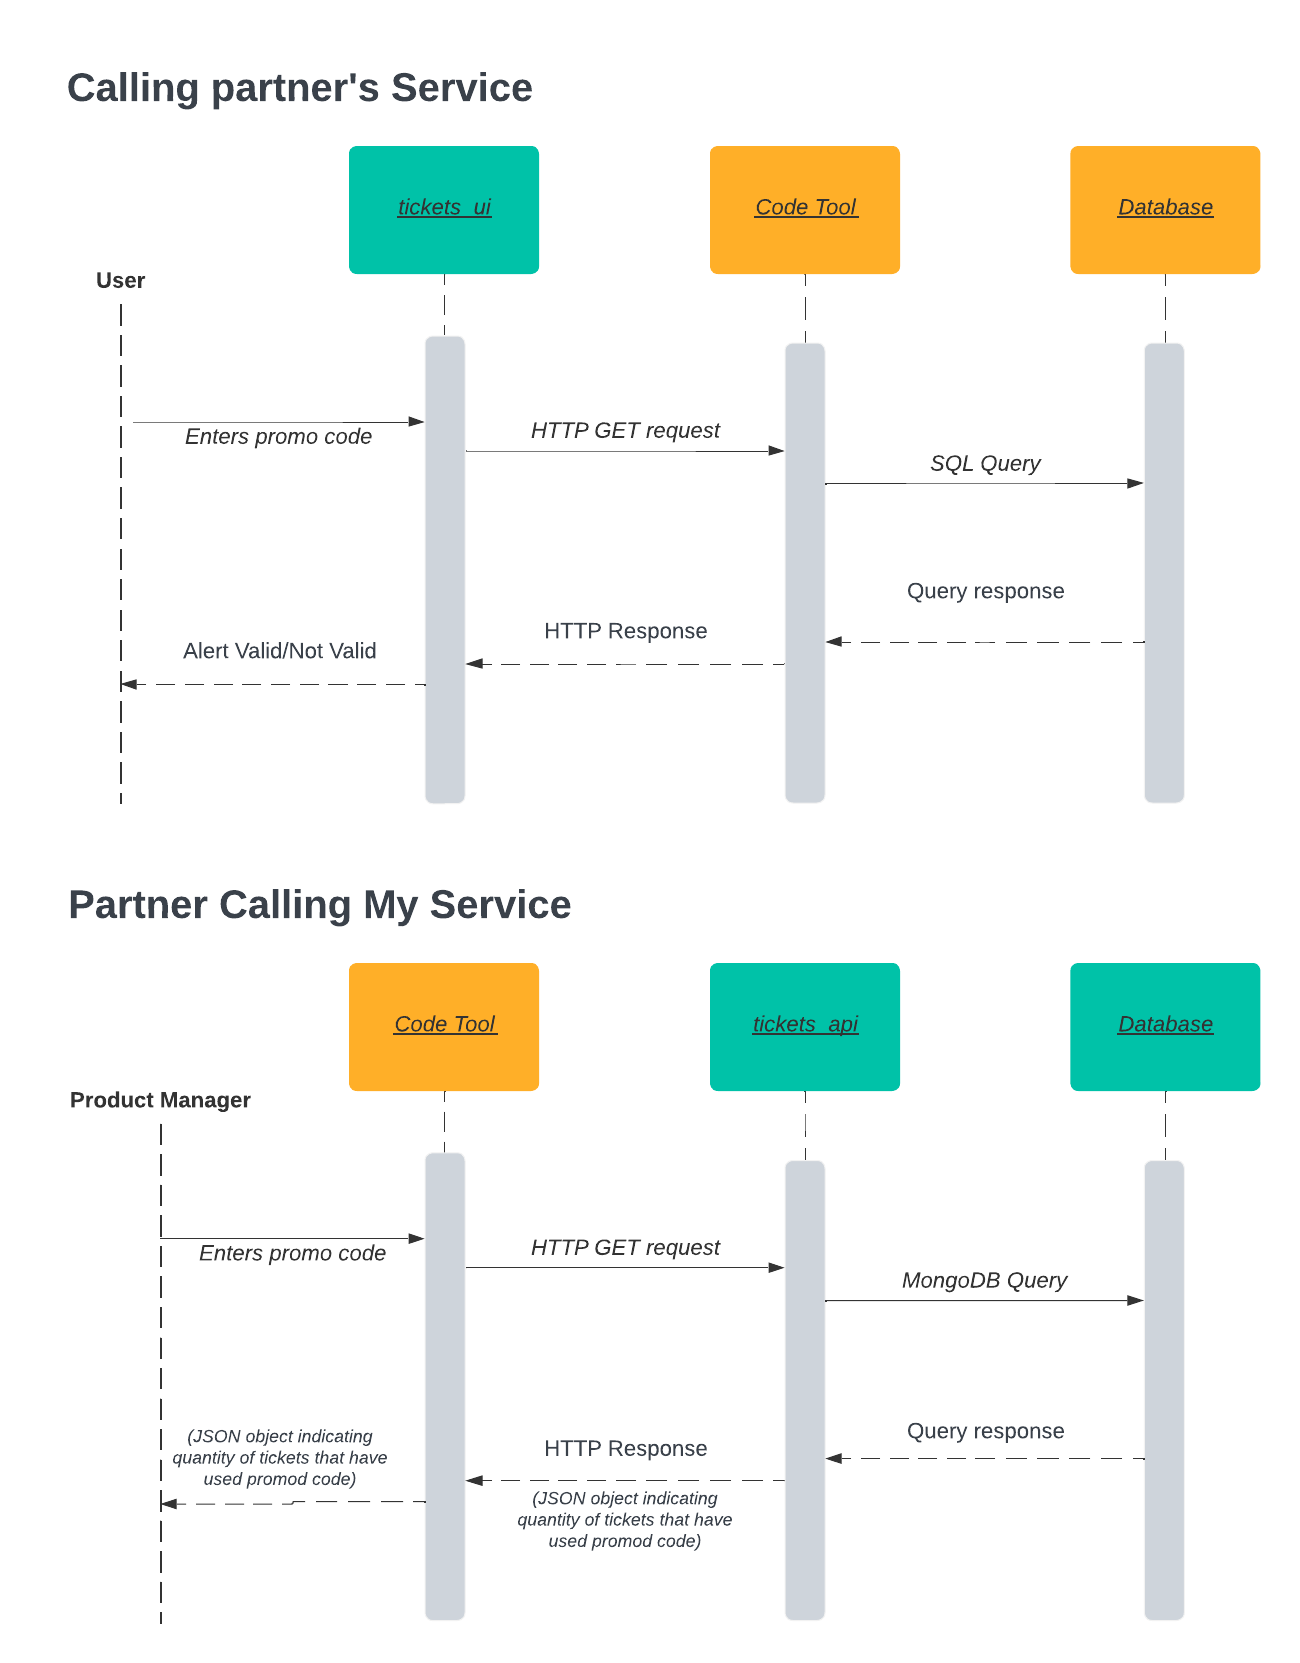 Calling partner's Service
tickets_ui
Code Tool
Database
User
Enters promo code
HTTP GET request
SQL Query
Query response
HTTP Response
Alert Valid/Not Valid
Partner Calling My Service
Code Tool
tickets_api
Database
Product Manager
Enters promo code
HTTP GET request
MongoDB Query
Query response
HTTP Response
(JSON object indicating
quantity of tickets that have
used promod code)
(JSON object indicating
quantity of tickets that have
used promod code)